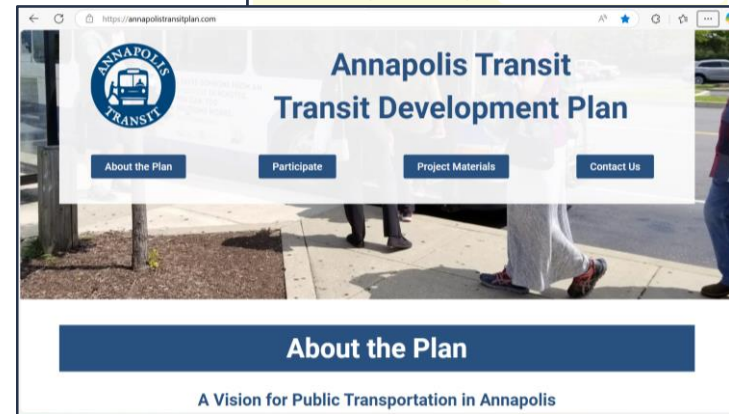 https://annapolistransitplan.com
ANNAPOLIS
TRANSIT
Annapolis Transit
Transit Development Plan
About the Plan
Participate
Project Materials
Contact Us
About the Plan
A Vision for Public Transportation in Annapolis